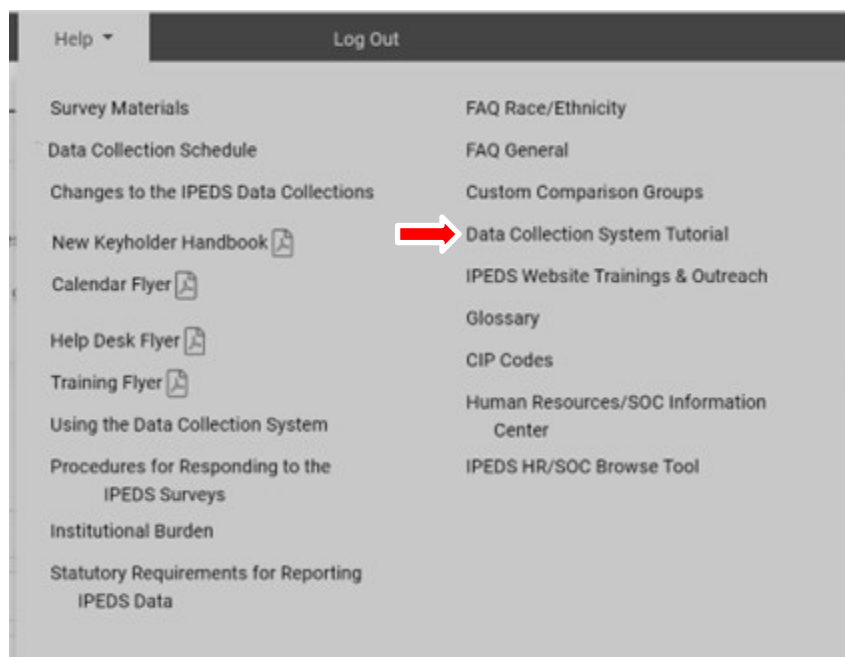 Help
Log Out
Survey Materials
Data Collection Schedule
Changes to the IPEDS Data Collections
New Keyholder Handbook
Calendar Flyer
Help Desk Flyer
Training Flyer
Using the Data Collection System
Procedures for Responding to the
IPEDS Surveys
Institutional Burden
Statutory Requirements for Reporting
IPEDS Data
FAQ Race/Ethnicity
FAQ General
Custom Comparison Groups
Data Collection System Tutorial
IPEDS Website Trainings & Outreach
Glossary
CIP Codes
Human Resources/SOC Information
Center
IPEDS HR/SOC Browse Tool